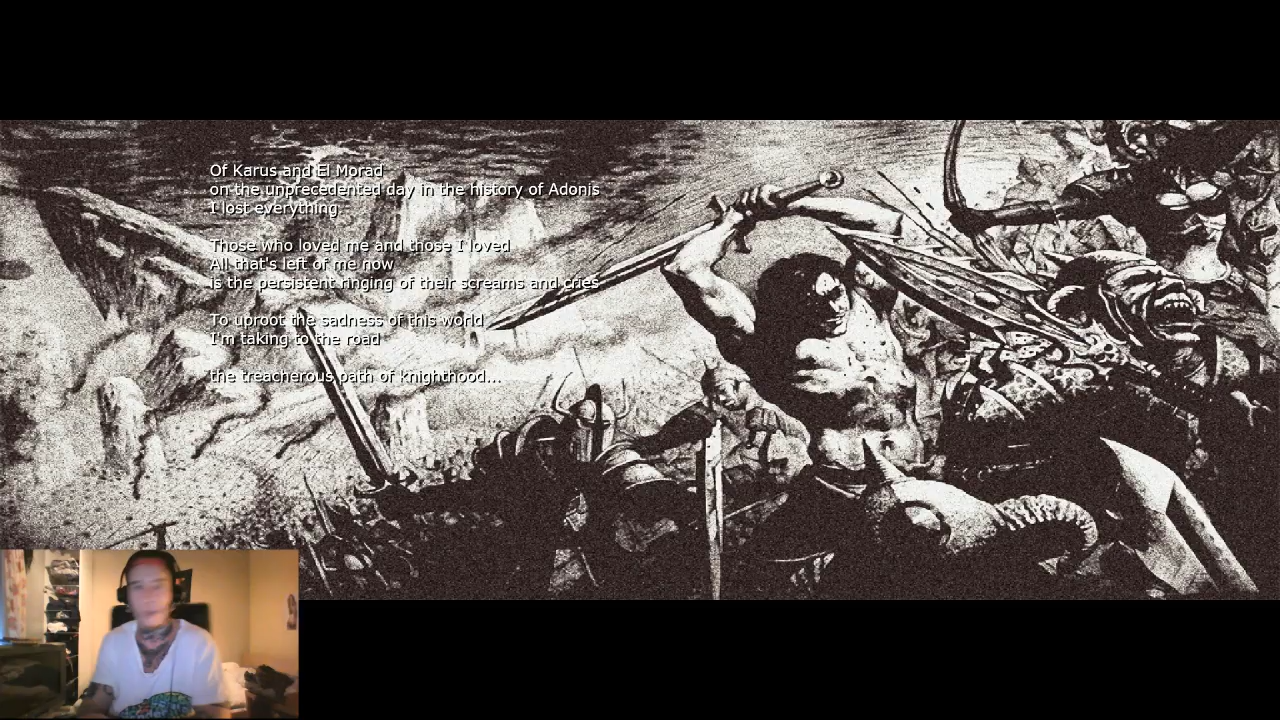 Of Karus and El Morad
on the unprecedented day in the history of Adonis
I lost everything
Those who loved me and those I loved
All that's left of me now
is the persistent ringing of their screams and cries
To uproot the sadness of this world
I'm taking to the road
the treacherous path of knighthood...